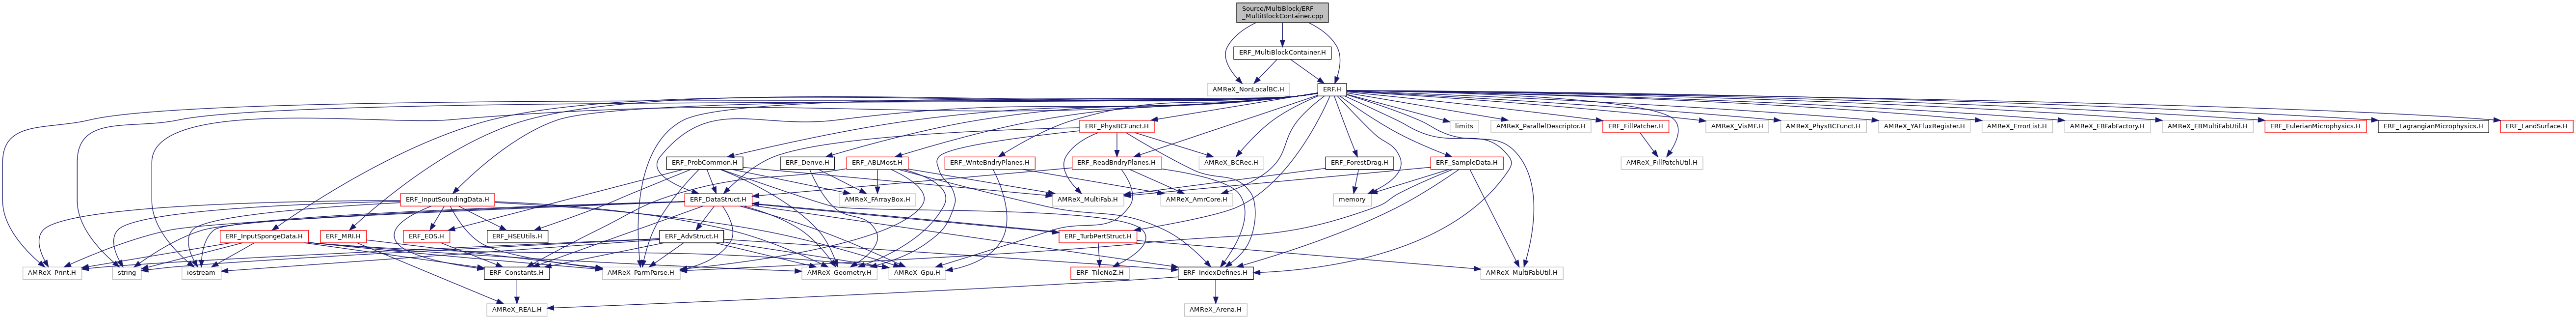 Source/MultiBlock/ERF
_MultiBlockContainer.cpp
ERF_MultiBlockContainer.H
AMReX_NonLocalBC.H
ERF.H
ERF_PhysBCFunct.H
limits
AMReX_ParallelDescriptor.H
ERF_FillPatcher.H
AMReX_VisMF.H
AMReX_PhysBCFunct.H
AMReX_YAFluxRegister.H
AMReX_ErrorList.H
AMReX_EBFabFactory.H
AMReX_EBMultiFabUtil.H
ERF_EulerianMicrophysics.H
ERF_LagrangianMicrophysics.H
ERF_LandSurface.H
ERF_ProbCommon.H
ERF_Derive.H
ERF_ABLMost.H
ERF_WriteBndryPlanes.H
ERF_ReadBndryPlanes.H
AMReX_BCRec.H
ERF_ForestDrag.H
ERF_SampleData.H
AMReX_FillPatchUtil.H
ERF_InputSoundingData.H
ERF_DataStruct.H
AMReX_FArrayBox.H
AMReX_MultiFab.H
AMReX_AmrCore.H
memory
ERF_InputSpongeData.H
ERF_MRI.H
ERF_EOS.H
ERF_HSEUtils.H
ERF_AdvStruct.H
ERF_TurbPertStruct.H
AMReX_Print.H
string
iostream
ERF_Constants.H
AMReX_ParmParse.H
AMReX_Geometry.H
AMReX_Gpu.H
ERF_TileNoZ.H
ERF_IndexDefines.H
AMReX_MultiFabUtil.H
AMReX_REAL.H
AMReX_Arena.H